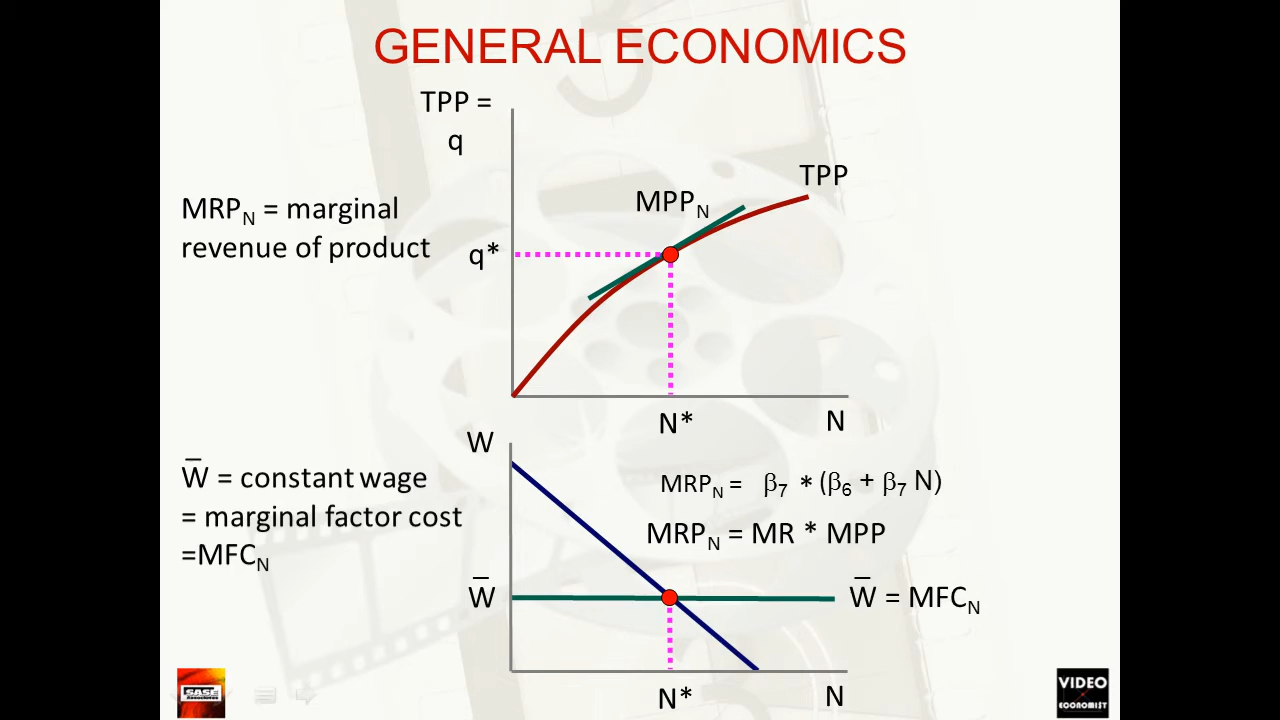 GENERAL ECONOMICS
TPP =
q
TPP
MPP_N
MRP_N = marginal
revenue of product
q*
N*
N
W
W̅ = constant wage
= marginal factor cost
=MFC_N
MRP_N = β₇ * (β₆ + β₇ N)
MRP_N = MR * MPP
W̅
W̅ = MFC_N
N*
N
SASE
VIDEO
ECONOMIST